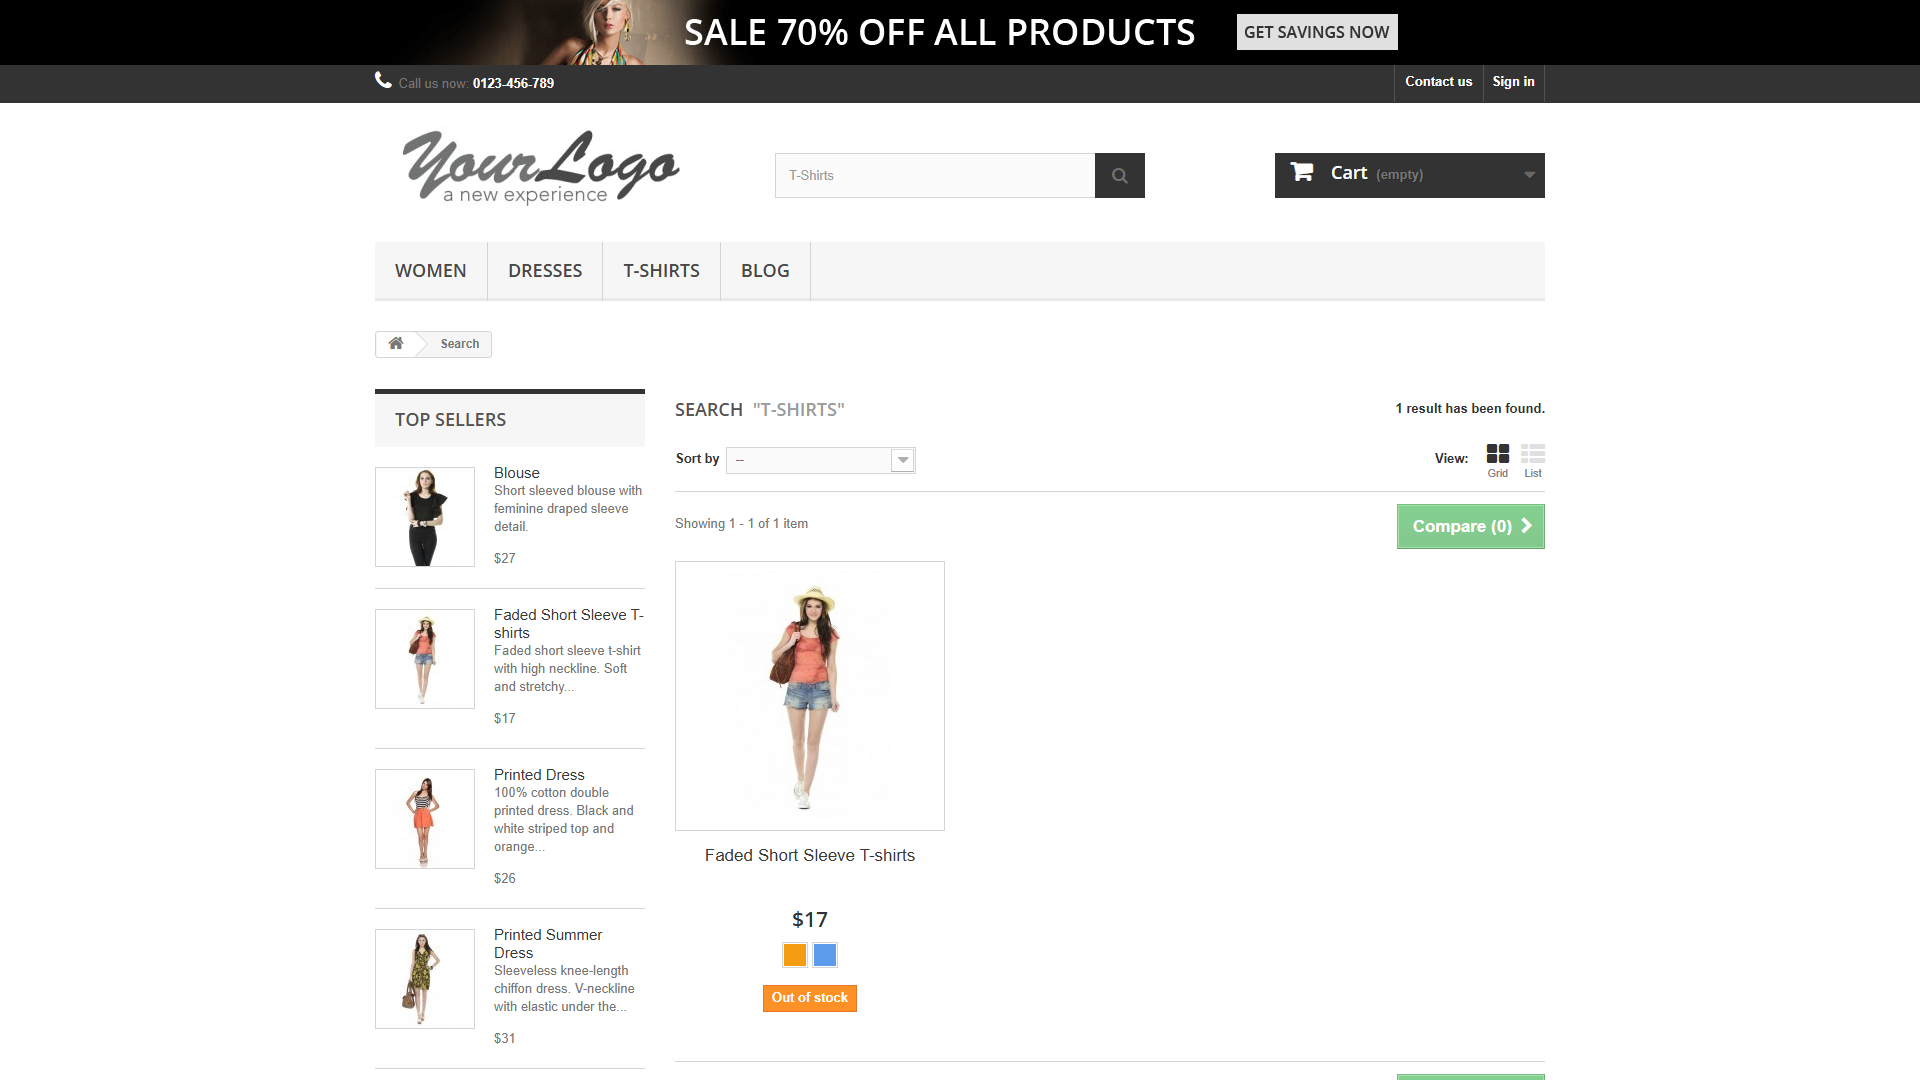 SALE 70% OFF ALL PRODUCTS
GET SAVINGS NOW
Call us now: 0123-456-789
Contact us
Sign in
YourLogo
a new experience
T-Shirts
Cart (empty)
WOMEN
DRESSES
T-SHIRTS
BLOG
Search
TOP SELLERS
Blouse
Short sleeved blouse with
feminine draped sleeve
detail.
$27
Faded Short Sleeve T-
shirts
Faded short sleeve t-shirt
with high neckline. Soft
and stretchy...
$17
Printed Dress
100% cotton double
printed dress. Black and
white striped top and
orange...
$26
Printed Summer
Dress
Sleeveless knee-length
chiffon dress. V-neckline
with elastic under the...
$31
SEARCH "T-SHIRTS"
1 result has been found.
Sort by
--
View:
Grid
List
Showing 1 - 1 of 1 item
Compare (0)
Faded Short Sleeve T-shirts
$17
Out of stock